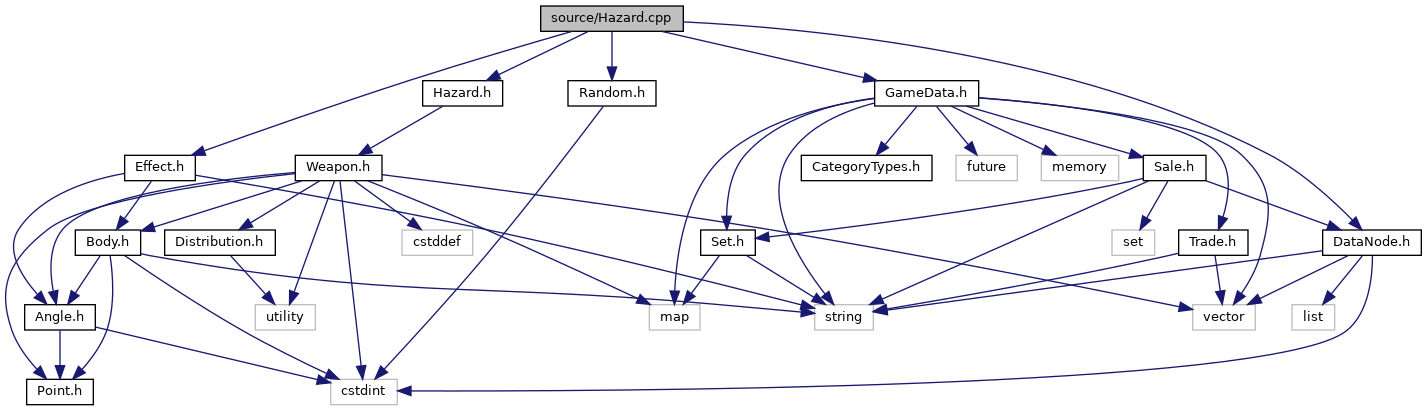 source/Hazard.cpp
Hazard.h
Random.h
GameData.h
Effect.h
Weapon.h
CategoryTypes.h
future
memory
Sale.h
Body.h
Distribution.h
cstddef
Set.h
set
Trade.h
DataNode.h
Angle.h
utility
map
string
vector
list
Point.h
cstdint